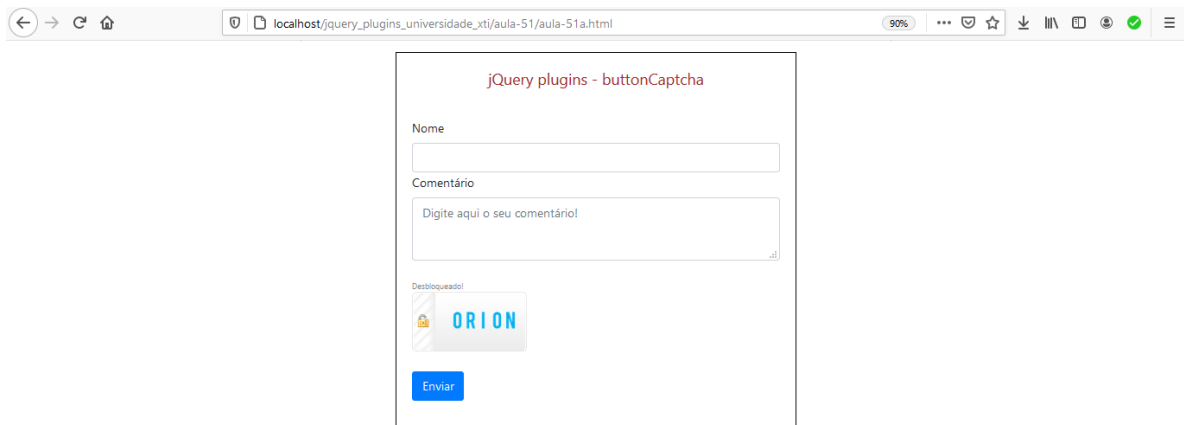 localhost/jquery_plugins_universidade_xti/aula-51/aula-51a.html
90%
jQuery plugins - buttonCaptcha
Nome
Comentário
Digite aqui o seu comentário!
Desbloqueado!
ORION
Enviar